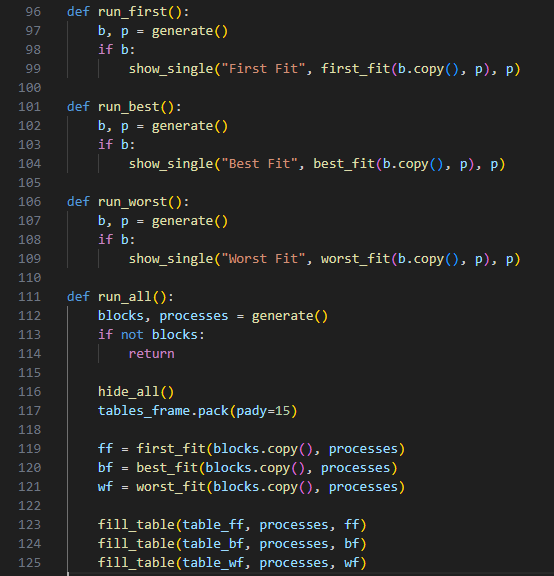 96 def run_first():
97     b, p = generate()
98     if b:
99         show_single("First Fit", first_fit(b.copy(), p), p)
100
101 def run_best():
102     b, p = generate()
103     if b:
104         show_single("Best Fit", best_fit(b.copy(), p), p)
105
106 def run_worst():
107     b, p = generate()
108     if b:
109         show_single("Worst Fit", worst_fit(b.copy(), p), p)
110
111 def run_all():
112     blocks, processes = generate()
113     if not blocks:
114         return
115
116     hide_all()
117     tables_frame.pack(pady=15)
118
119     ff = first_fit(blocks.copy(), processes)
120     bf = best_fit(blocks.copy(), processes)
121     wf = worst_fit(blocks.copy(), processes)
122
123     fill_table(table_ff, processes, ff)
124     fill_table(table_bf, processes, bf)
125     fill_table(table_wf, processes, wf)